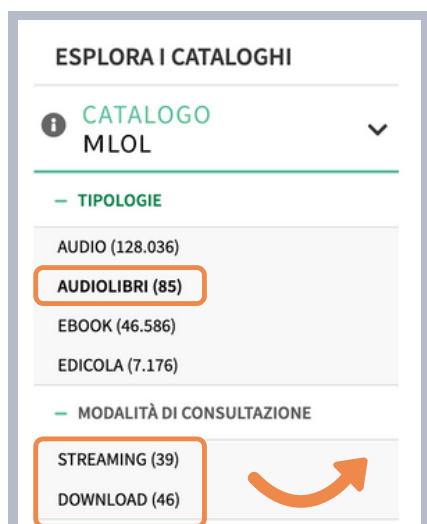 ESPLORA I CATALOGHI
CATALOGO
MLOL
– TIPOLOGIE
AUDIO (128.036)
AUDIOLIBRI (85)
EBOOK (46.586)
EDICOLA (7.176)
– MODALITÀ DI CONSULTAZIONE
STREAMING (39)
DOWNLOAD (46)